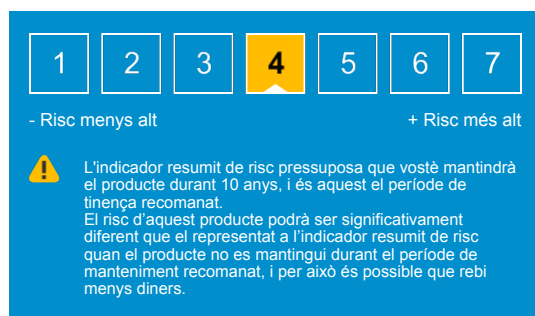 1 2 3 4 5 6 7
- Risc menys alt + Risc més alt
L'indicador resumit de risc pressuposa que vostè mantindrà
el producte durant 10 anys, i és aquest el període de
tinença recomanat.
El risc d’aquest producte podrà ser significativament
diferent que el representat a l’indicador resumit de risc
quan el producte no es mantingui durant el període de
manteniment recomanat, i per això és possible que rebi
menys diners.